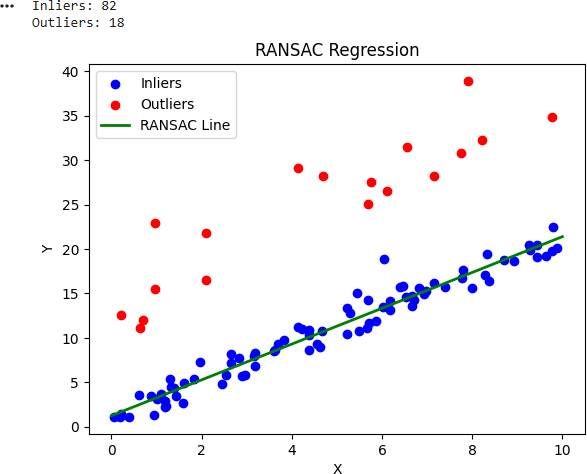 ••• Inliers: 82
Outliers: 18
RANSAC Regression
Inliers
Outliers
RANSAC Line
40
35
30
25
20
15
10
5
0
Y
0 2 4 6 8 10
X